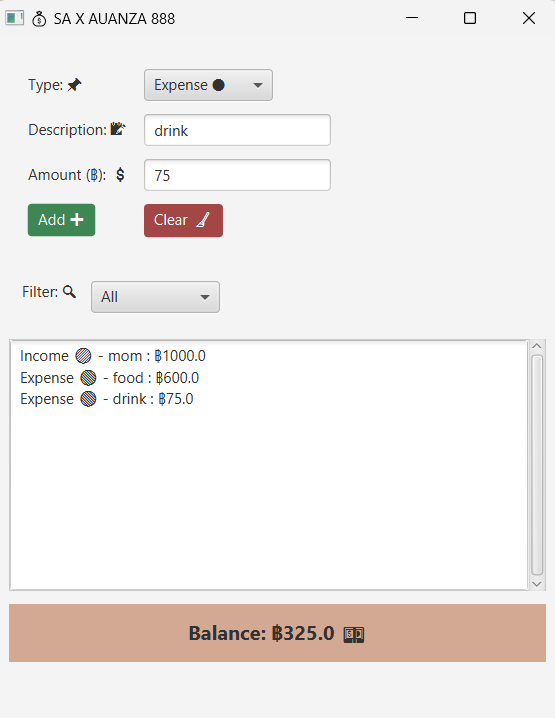 SA X AUANZA 888
Type:
Expense
Description:
drink
Amount (฿): $
75
Add
Clear
Filter:
All
Income - mom : ฿1000.0
Expense - food : ฿600.0
Expense - drink : ฿75.0
Balance: ฿325.0